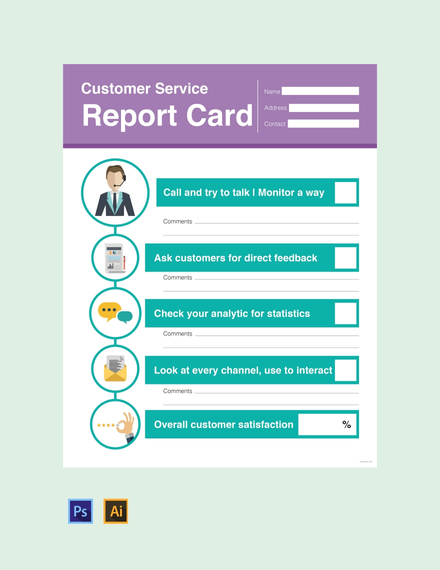 Customer Service
Report Card
Name
Address
Contact
Call and try to talk | Monitor a way
Comments
Ask customers for direct feedback
Comments
Check your analytic for statistics
Comments
Look at every channel, use to interact
Comments
Overall customer satisfaction %
Ps Ai